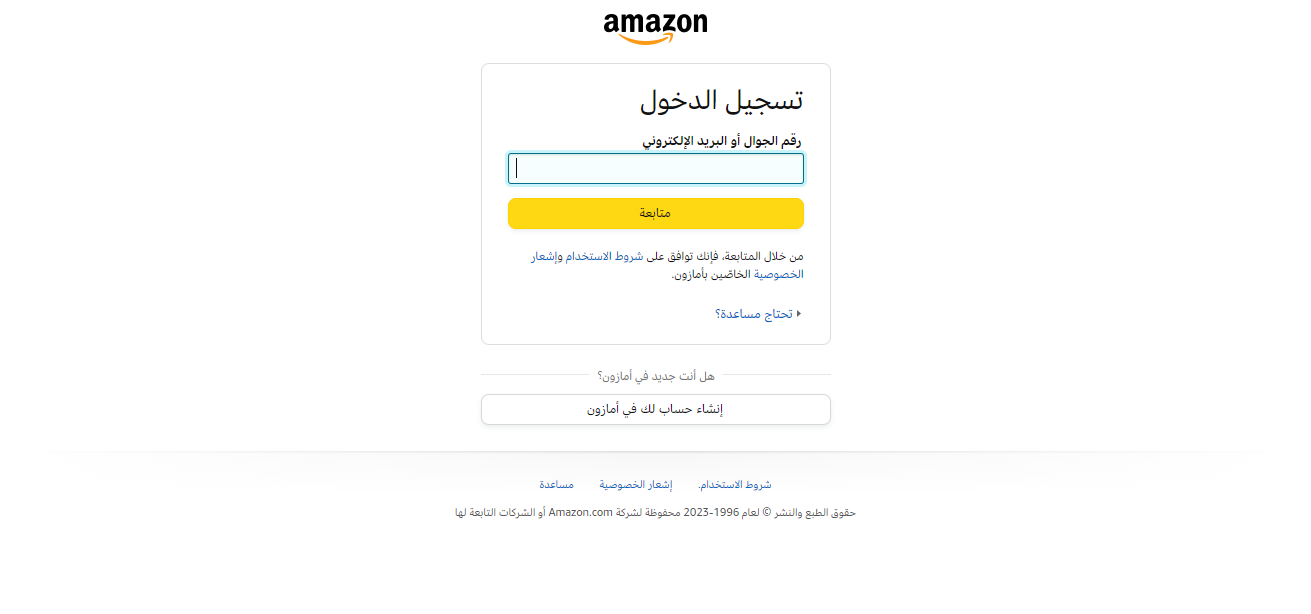 amazon
تسجيل الدخول
رقم الجوال أو البريد الإلكتروني
متابعة
من خلال المتابعة، فإنك توافق على شروط الاستخدام وإشعار
الخصوصية الخاصّين بأمازون.
تحتاج مساعدة؟
هل أنت جديد في أمازون؟
إنشاء حساب لك في أمازون
شروط الاستخدام. إشعار الخصوصية مساعدة
حقوق الطبع والنشر © لعام 1996-2023 محفوظة لشركة Amazon.com أو الشركات التابعة لها